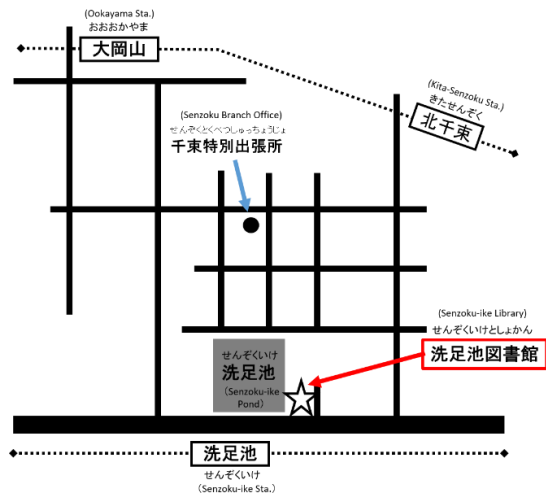 (Ookayama Sta.)
おおおかやま
大岡山
(Kita-Senzoku Sta.)
きたせんぞく
北千束
(Senzoku Branch Office)
せんぞくとくべつしゅっちょうじょ
千束特別出張所
(Senzoku-ike Library)
せんぞくいけとしょかん
洗足池図書館
せんぞくいけ
洗足池
(Senzoku-ike
Pond)
洗足池
せんぞくいけ
(Senzoku-ike Sta.)